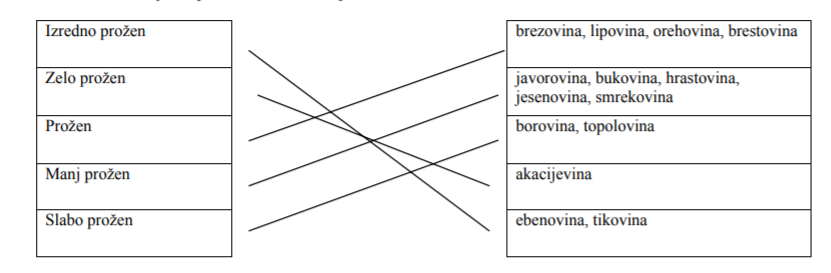 Izredno prožen
Zelo prožen
Prožen
Manj prožen
Slabo prožen
brezovina, lipovina, orehovina, brestovina
javorovina, bukovina, hrastovina,
jesenovina, smrekovina
borovina, topolovina
akacijevina
ebenovina, tikovina